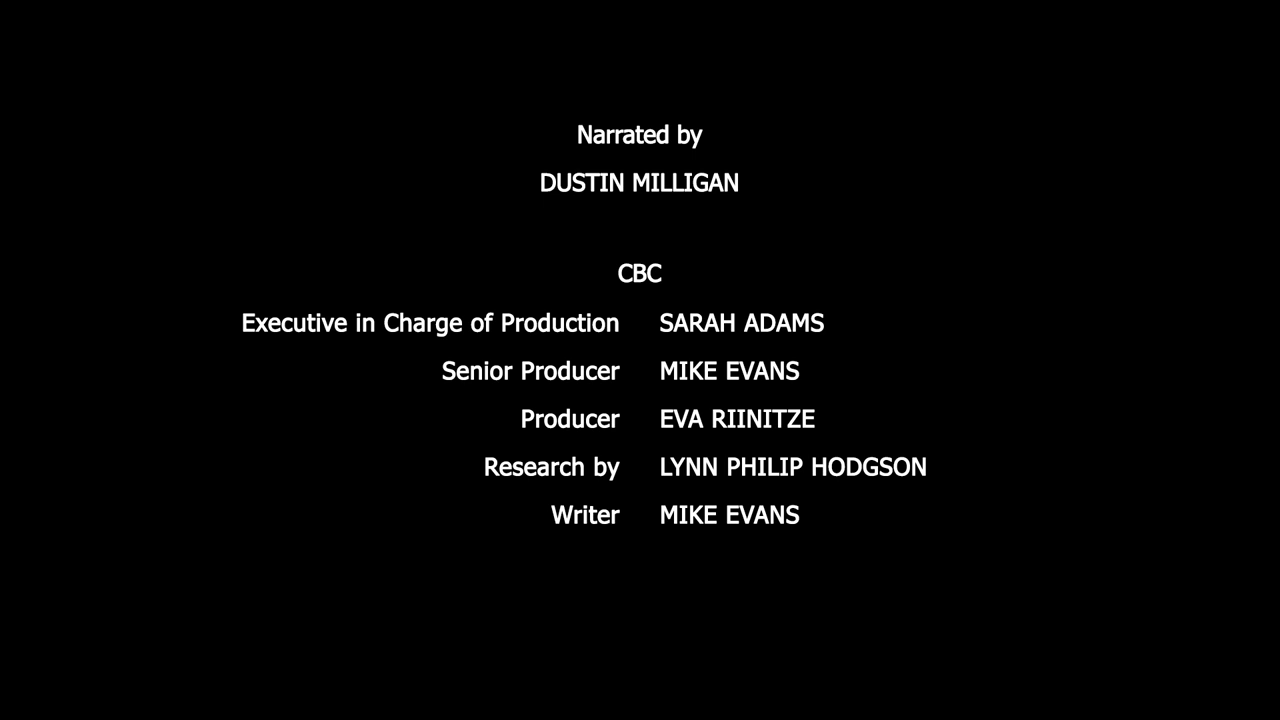 Narrated by
DUSTIN MILLIGAN
CBC
Executive in Charge of Production SARAH ADAMS
Senior Producer MIKE EVANS
Producer EVA RIINITZE
Research by LYNN PHILIP HODGSON
Writer MIKE EVANS